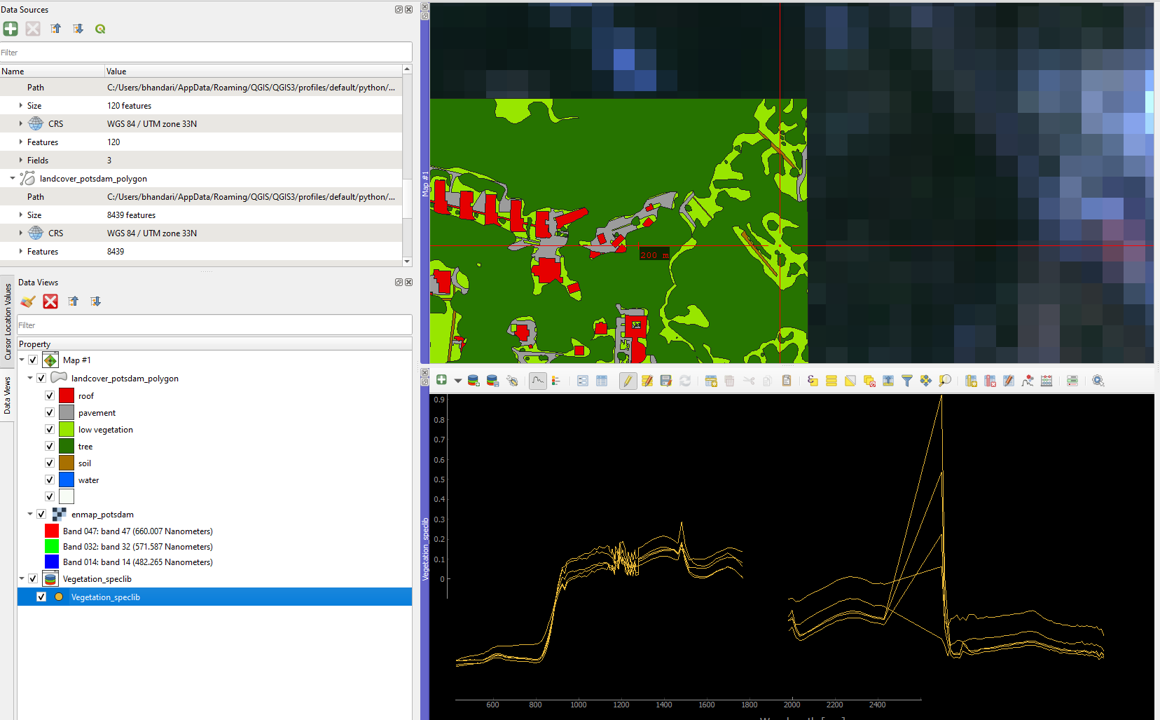 Data Sources
Filter
Name Value
Path C:/Users/bhandari/AppData/Roaming/QGIS/QGIS3/profiles/default/python/...
Size 120 features
CRS WGS 84 / UTM zone 33N
Features 120
Fields 3
landcover_potsdam_polygon
Path C:/Users/bhandari/AppData/Roaming/QGIS/QGIS3/profiles/default/python/...
Size 8439 features
CRS WGS 84 / UTM zone 33N
Features 8439
Cursor Location Values
Data Views
Data Views
Filter
Property
Map #1
landcover_potsdam_polygon
roof
pavement
low vegetation
tree
soil
water
enmap_potsdam
Band 047: band 47 (660.007 Nanometers)
Band 032: band 32 (571.587 Nanometers)
Band 014: band 14 (482.265 Nanometers)
Vegetation_speclib
Vegetation_speclib
Map #1
200 m
Vegetation_speclib
0.9
0.8
0.7
0.6
0.5
0.4
0.3
0.2
0.1
0
600 800 1000 1200 1400 1600 1800 2000 2200 2400